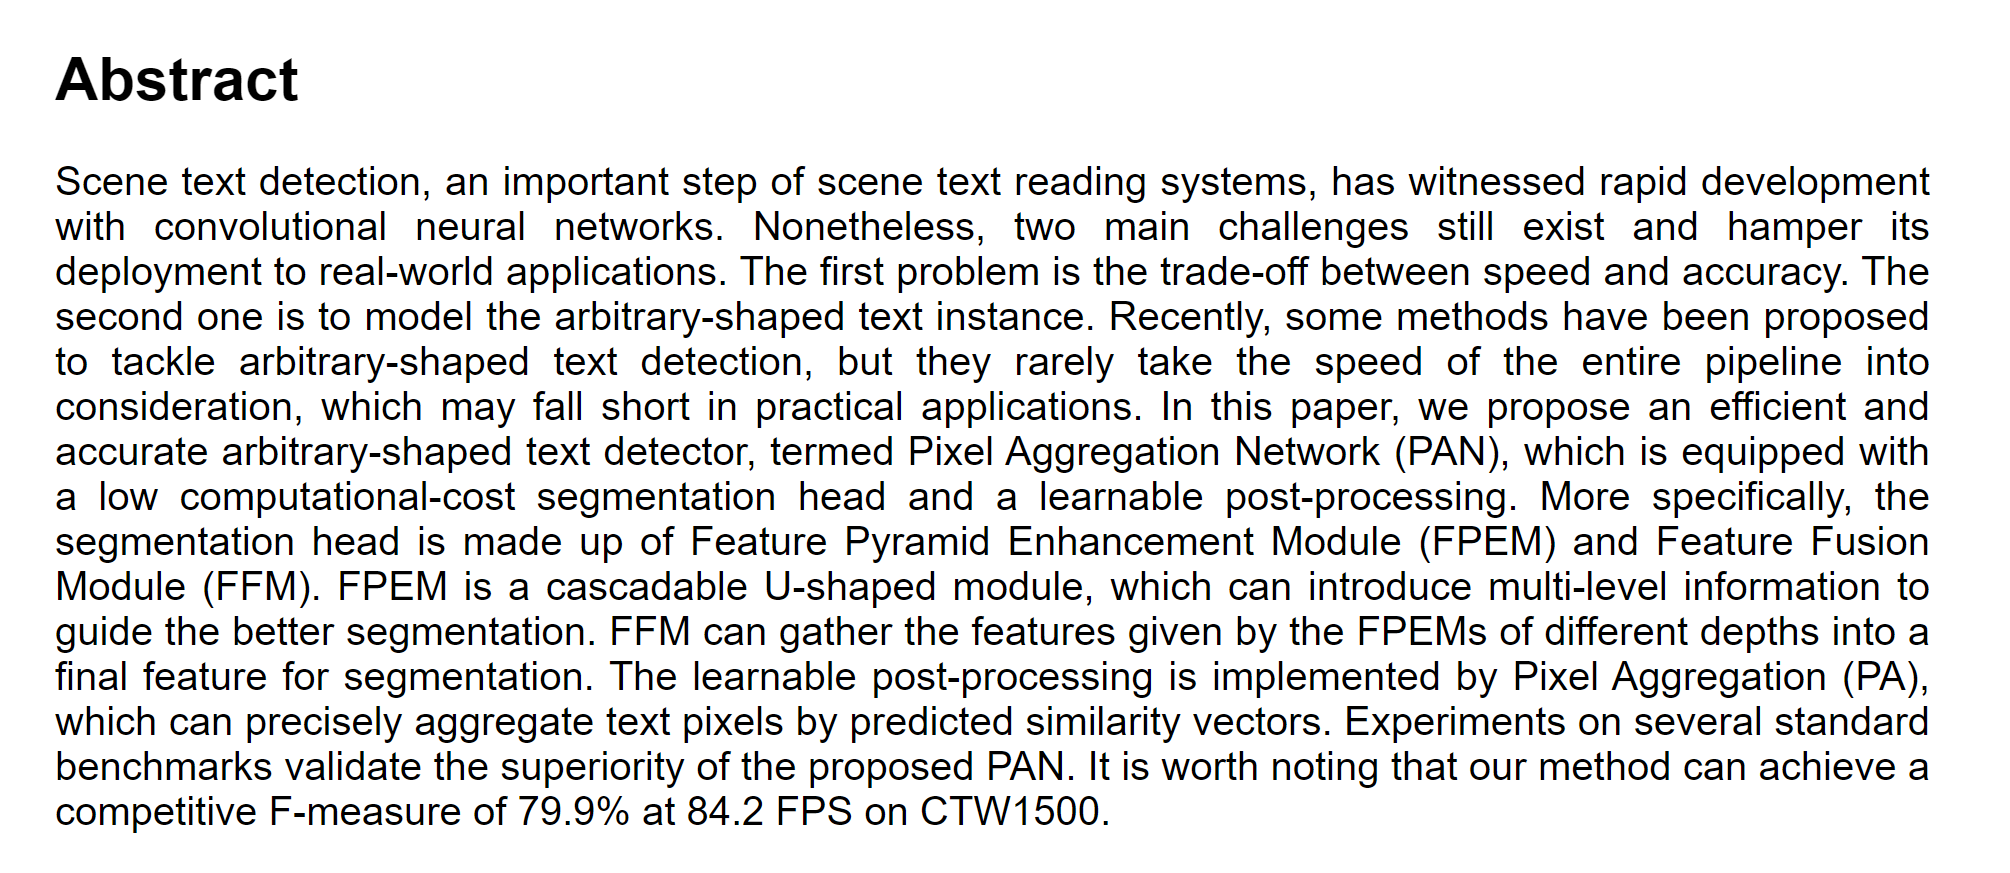 Abstract
Scene text detection, an important step of scene text reading systems, has witnessed rapid development
with convolutional neural networks. Nonetheless, two main challenges still exist and hamper its
deployment to real-world applications. The first problem is the trade-off between speed and accuracy. The
second one is to model the arbitrary-shaped text instance. Recently, some methods have been proposed
to tackle arbitrary-shaped text detection, but they rarely take the speed of the entire pipeline into
consideration, which may fall short in practical applications. In this paper, we propose an efficient and
accurate arbitrary-shaped text detector, termed Pixel Aggregation Network (PAN), which is equipped with
a low computational-cost segmentation head and a learnable post-processing. More specifically, the
segmentation head is made up of Feature Pyramid Enhancement Module (FPEM) and Feature Fusion
Module (FFM). FPEM is a cascadable U-shaped module, which can introduce multi-level information to
guide the better segmentation. FFM can gather the features given by the FPEMs of different depths into a
final feature for segmentation. The learnable post-processing is implemented by Pixel Aggregation (PA),
which can precisely aggregate text pixels by predicted similarity vectors. Experiments on several standard
benchmarks validate the superiority of the proposed PAN. It is worth noting that our method can achieve a
competitive F-measure of 79.9% at 84.2 FPS on CTW1500.